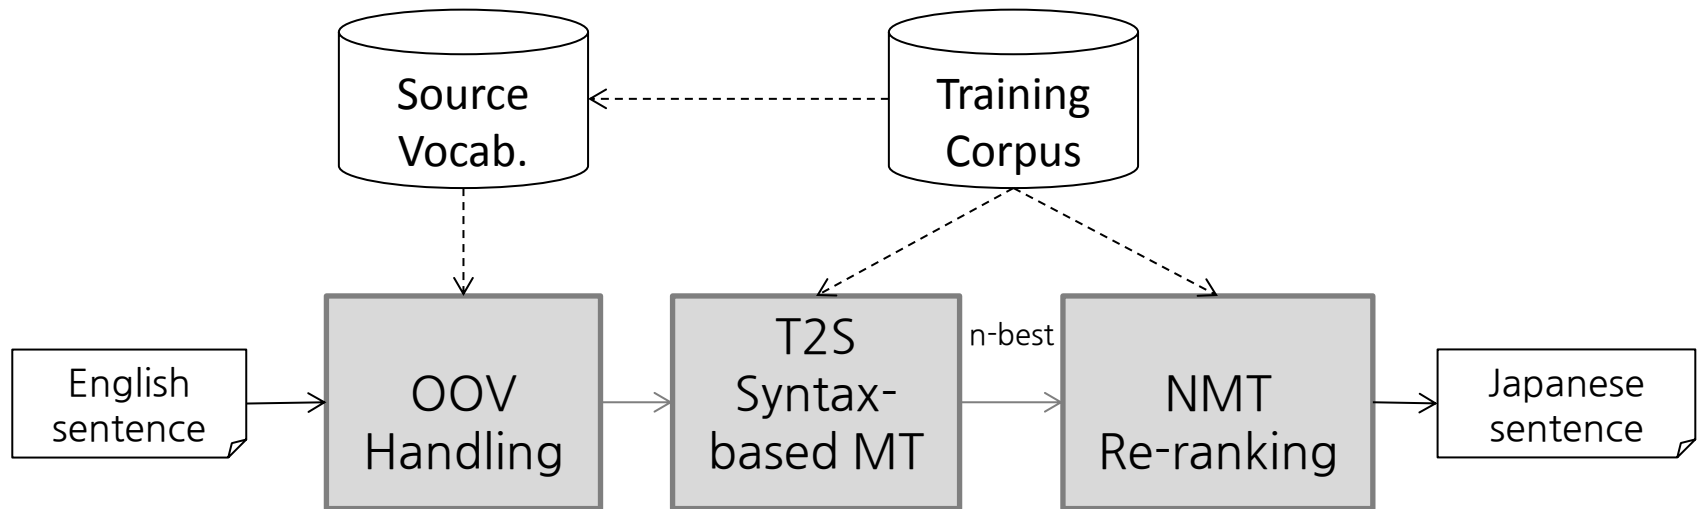 Source
Vocab.
Training
Corpus
English
sentence
OOV
Handling
T2S
Syntax-
based MT
n-best
NMT
Re-ranking
Japanese
sentence